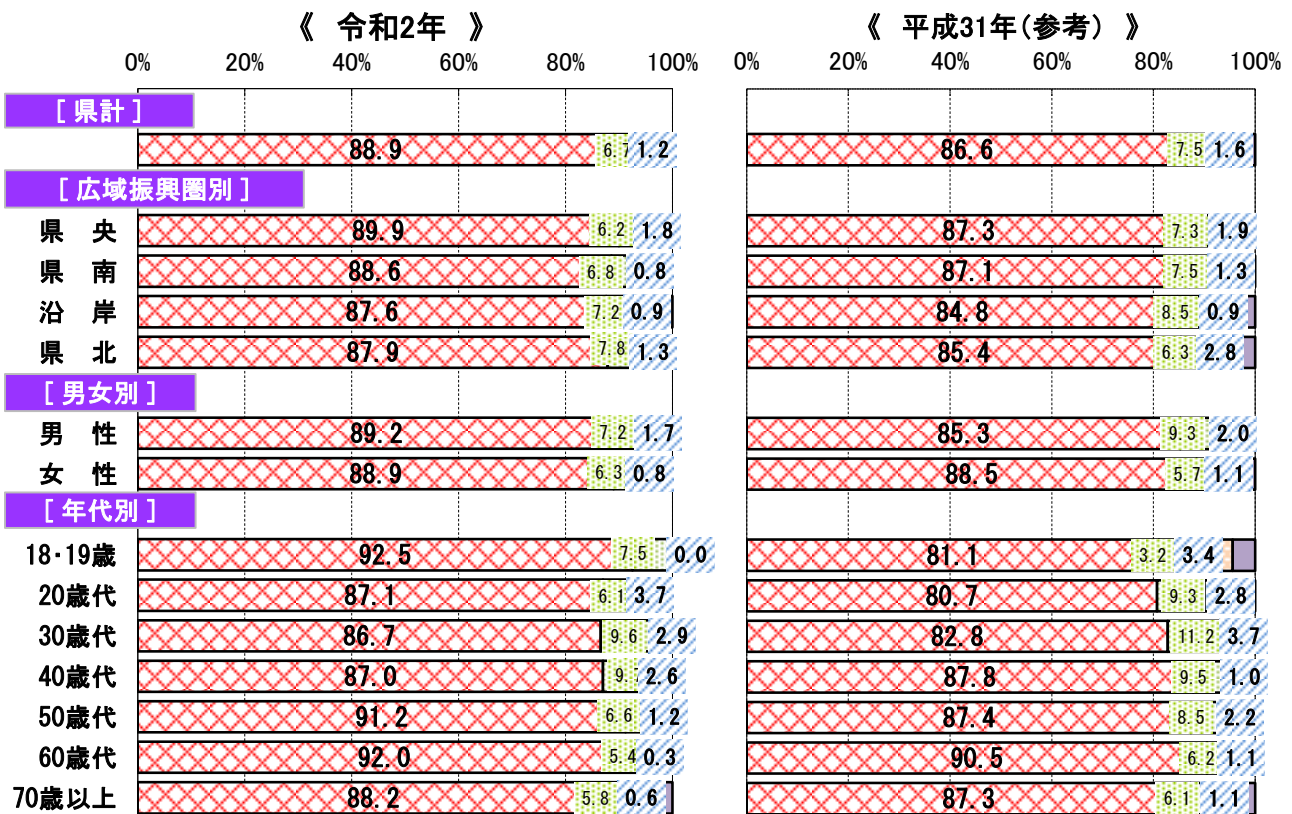 《 令和2年 》 《 平成31年(参考) 》
0% 20% 40% 60% 80% 100% 0% 20% 40% 60% 80% 100%
[ 県計 ]
88.9 6.7 1.2 86.6 7.5 1.6
[ 広域振興圏別 ]
県 央 89.9 6.2 1.8 87.3 7.3 1.9
県 南 88.6 6.8 0.8 87.1 7.5 1.3
沿 岸 87.6 7.2 0.9 84.8 8.5 0.9
県 北 87.9 7.8 1.3 85.4 6.3 2.8
[ 男女別 ]
男 性 89.2 7.2 1.7 85.3 9.3 2.0
女 性 88.9 6.3 0.8 88.5 5.7 1.1
[ 年代別 ]
18・19歳 92.5 7.5 0.0 81.1 3.2 3.4
20歳代 87.1 6.1 3.7 80.7 9.3 2.8
30歳代 86.7 9.6 2.9 82.8 11.2 3.7
40歳代 87.0 2.6 87.8 9.5 1.0
50歳代 91.2 6.6 1.2 87.4 8.5 2.2
60歳代 92.0 5.4 0.3 90.5 6.2 1.1
70歳以上 88.2 5.8 0.6 87.3 6.1 1.1